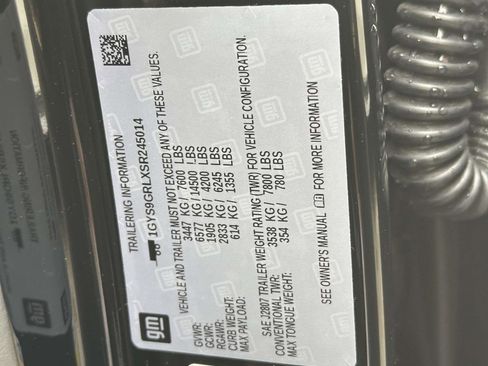 TRAILERING INFORMATION
1GYS9GRLXSR245014
VEHICLE AND TRAILER MUST NOT EXCEED ANY OF THESE VALUES.
GVWR: 3447 KG / 7600 LBS
GCWR: 6577 KG / 14500 LBS
RGAWR: 1905 KG / 4200 LBS
CURB WEIGHT: 2833 KG / 6245 LBS
MAX PAYLOAD: 614 KG / 1355 LBS
SAE J2807 TRAILER WEIGHT RATING (TWR) FOR VEHICLE CONFIGURATION.
CONVENTIONAL TWR: 3538 KG / 7800 LBS
MAX TONGUE WEIGHT: 354 KG / 780 LBS
SEE OWNER'S MANUAL
gm